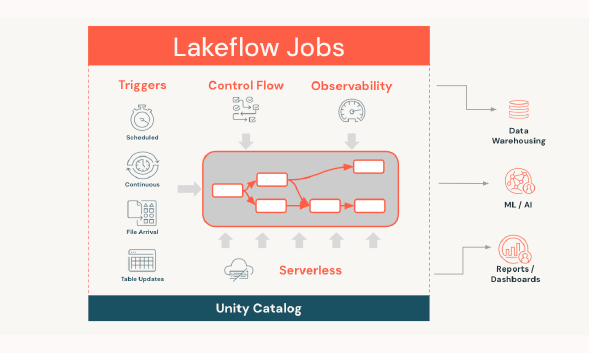 Lakeflow Jobs
Triggers
Control Flow
Observability
Scheduled
Continuous
File Arrival
Table Updates
Serverless
Unity Catalog
Data
Warehousing
ML / AI
Reports /
Dashboards